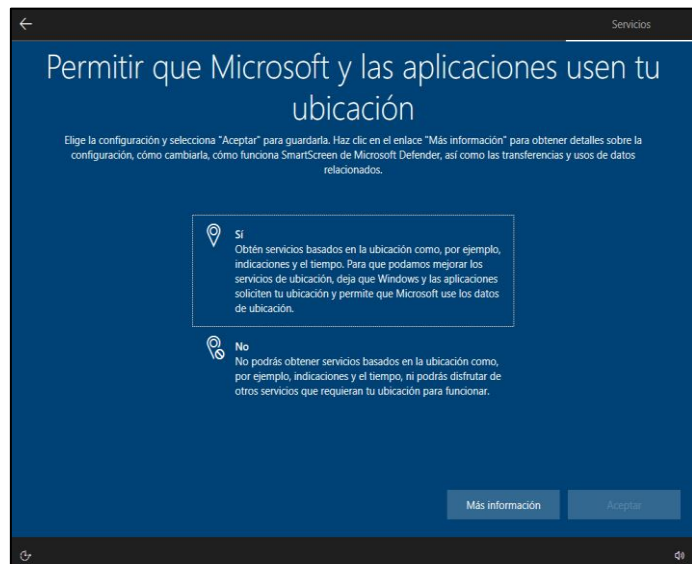 Servicios
Permitir que Microsoft y las aplicaciones usen tu
ubicación
Elige la configuración y selecciona "Aceptar" para guardarla. Haz clic en el enlace "Más información" para obtener detalles sobre la
configuración, cómo cambiarla, cómo funciona SmartScreen de Microsoft Defender, así como las transferencias y usos de datos
relacionados.
Sí
Obtén servicios basados en la ubicación como, por ejemplo,
indicaciones y el tiempo. Para que podamos mejorar los
servicios de ubicación, deja que Windows y las aplicaciones
soliciten tu ubicación y permite que Microsoft use los datos
de ubicación.
No
No podrás obtener servicios basados en la ubicación como,
por ejemplo, indicaciones y el tiempo, ni podrás disfrutar de
otros servicios que requieran tu ubicación para funcionar.
Más información
Aceptar